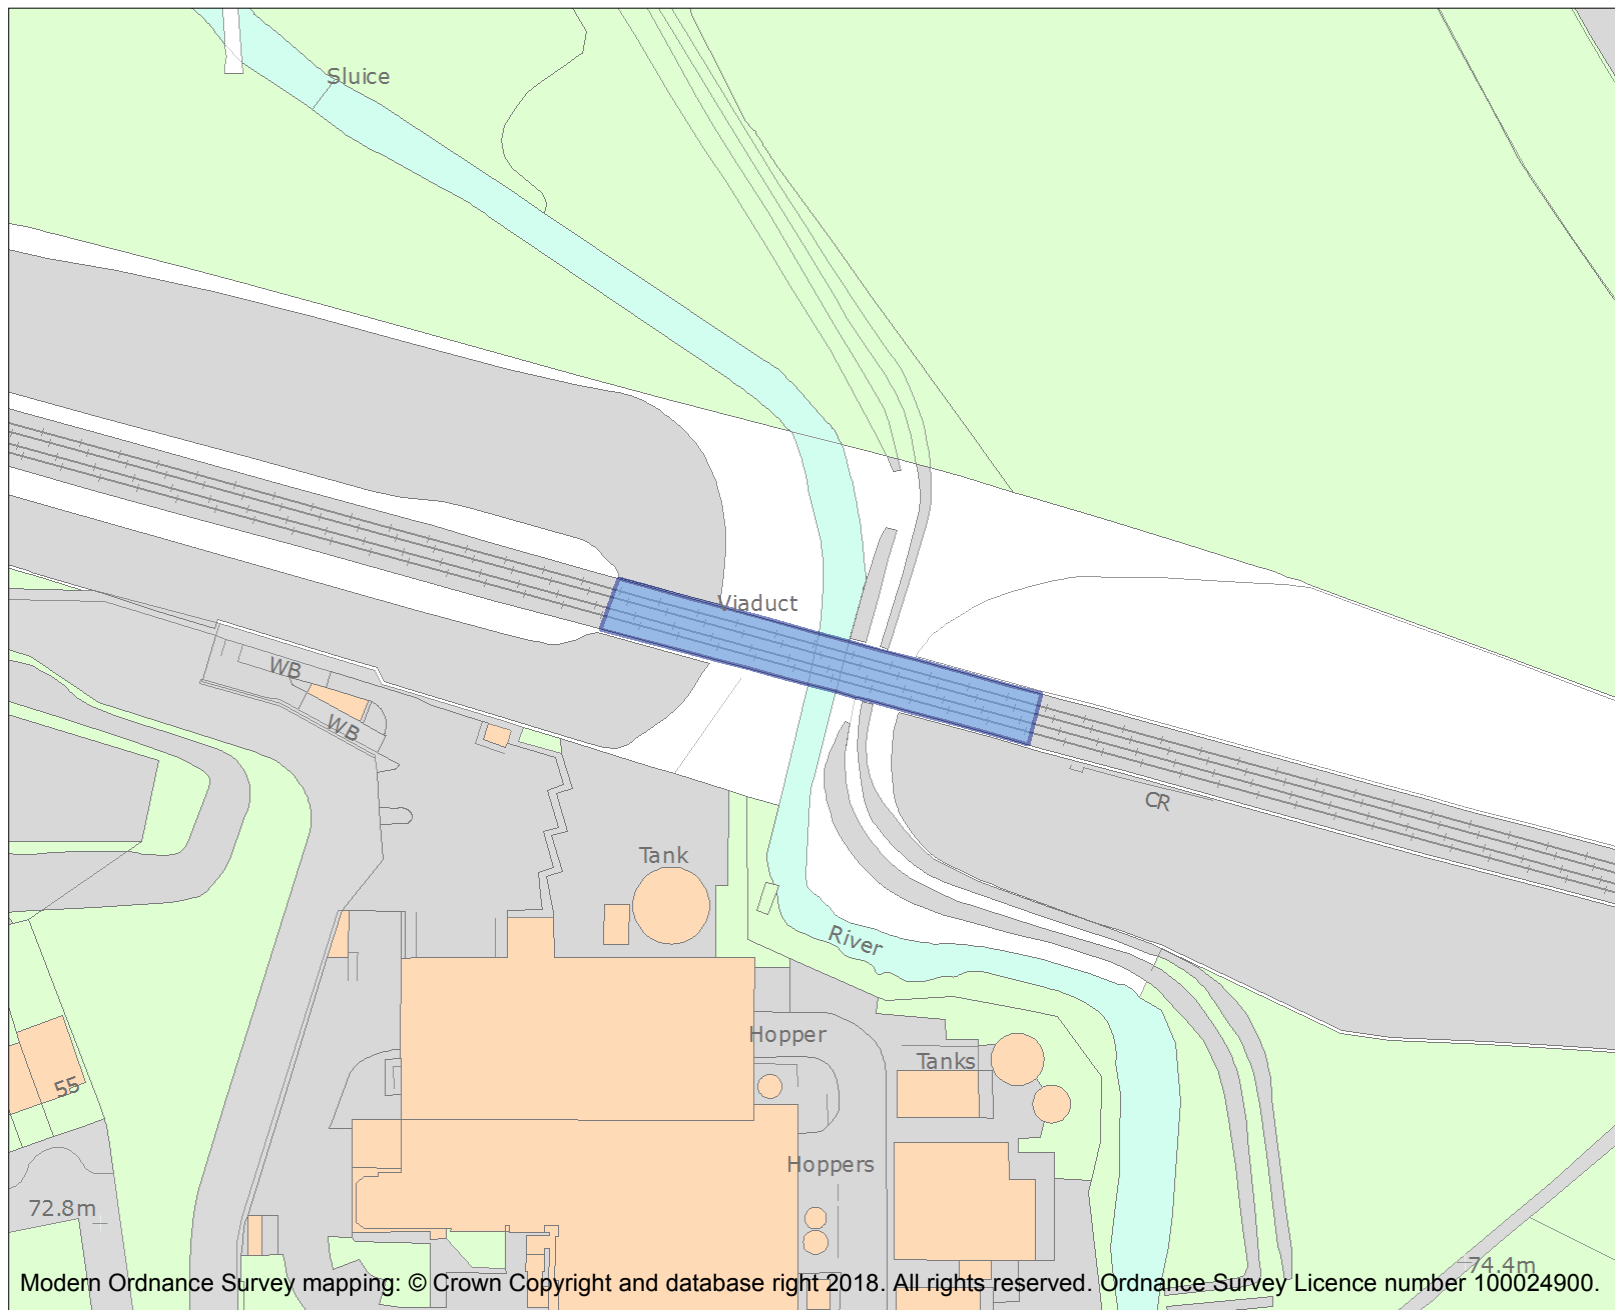 Sluice
Viaduct
WB
WB
CR
Tank
River
Hopper
Tanks
55
Hoppers
72.8m
74.4m
Modern Ordnance Survey mapping: © Crown Copyright and database right 2018. All rights reserved. Ordnance Survey Licence number 100024900.